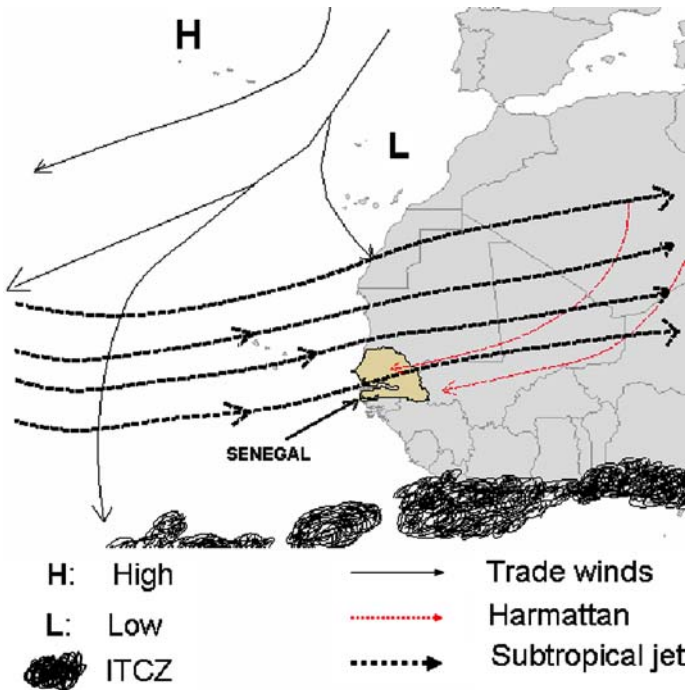 H
L
SENEGAL
H: High
Trade winds
L: Low
Harmattan
ITCZ
Subtropical jet